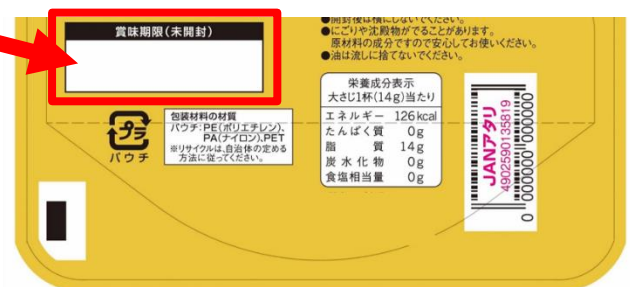 賞味期限(未開封)
●開封後は横にしないでください。
●にごりや沈殿物がでることがあります。
原材料の成分ですので安心してお使いください。
●油は流しに捨てないでください。
プラ
パウチ
包装材料の材質
パウチ:PE(ポリエチレン)、
PA(ナイロン)、PET
※リサイクルは、自治体の定める
方法に従ってください。
栄養成分表示
大さじ1杯(14g)当たり
エネルギー 126kcal
たんぱく質 0g
脂質 14g
炭水化物 0g
食塩相当量 0g
JANアタリ
4902590135819
0 000000 000000